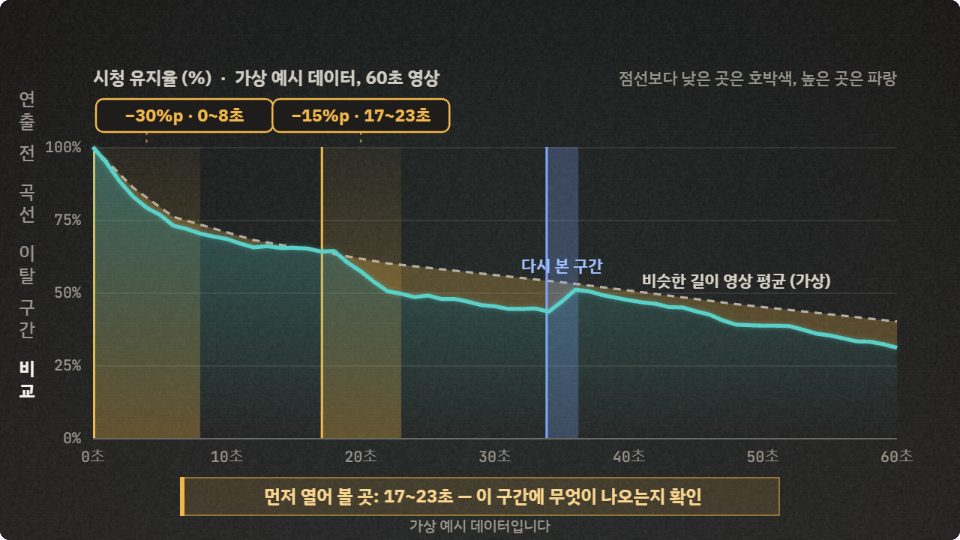 시청 유지율 (%) · 가상 예시 데이터, 60초 영상
점선보다 낮은 곳은 호박색, 높은 곳은 파랑
−30%p · 0~8초
−15%p · 17~23초
연출
전
곡선
이탈
구간
비교
100%
75%
50%
25%
0%
다시 본 구간
비슷한 길이 영상 평균 (가상)
0초
10초
20초
30초
40초
50초
60초
먼저 열어 볼 곳: 17~23초 — 이 구간에 무엇이 나오는지 확인
가상 예시 데이터입니다